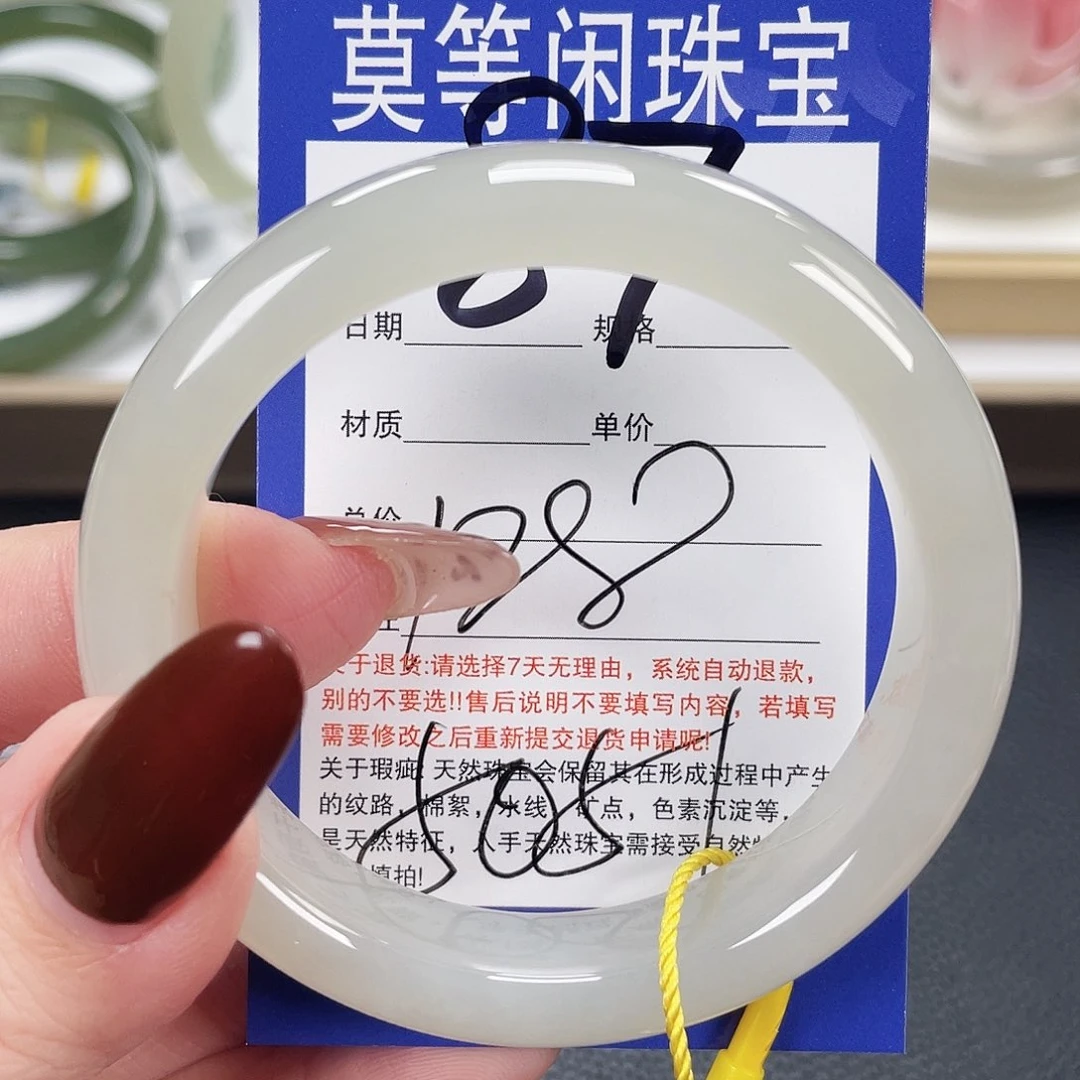 莫等闲珠宝
87
日期 规格
材质 单价
总价
关于退货:请选择7天无理由，系统自动退款，
别的不要选!!售后说明不要填写内容，若填写
需要修改之后重新提交退货申请呢!
关于瑕疵:天然珠宝会保留其在形成过程中产生
的纹路，棉絮，水线，矿点，色素沉淀等，
是天然特征，入手天然珠宝需接受自然
慎拍!